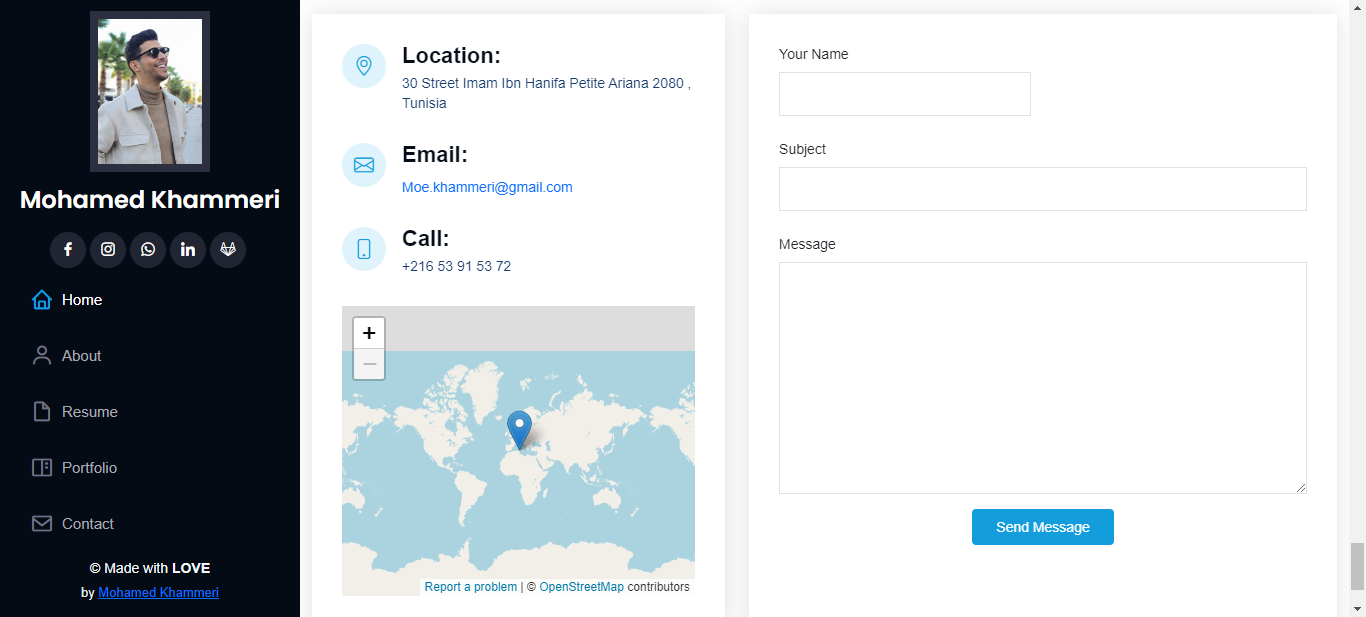 Mohamed Khammeri
Home
About
Resume
Portfolio
Contact
© Made with LOVE
by Mohamed Khammeri
Location:
30 Street Imam Ibn Hanifa Petite Ariana 2080 ,
Tunisia
Email:
Moe.khammeri@gmail.com
Call:
+216 53 91 53 72
+
−
Report a problem | © OpenStreetMap contributors
Your Name
Subject
Message
Send Message